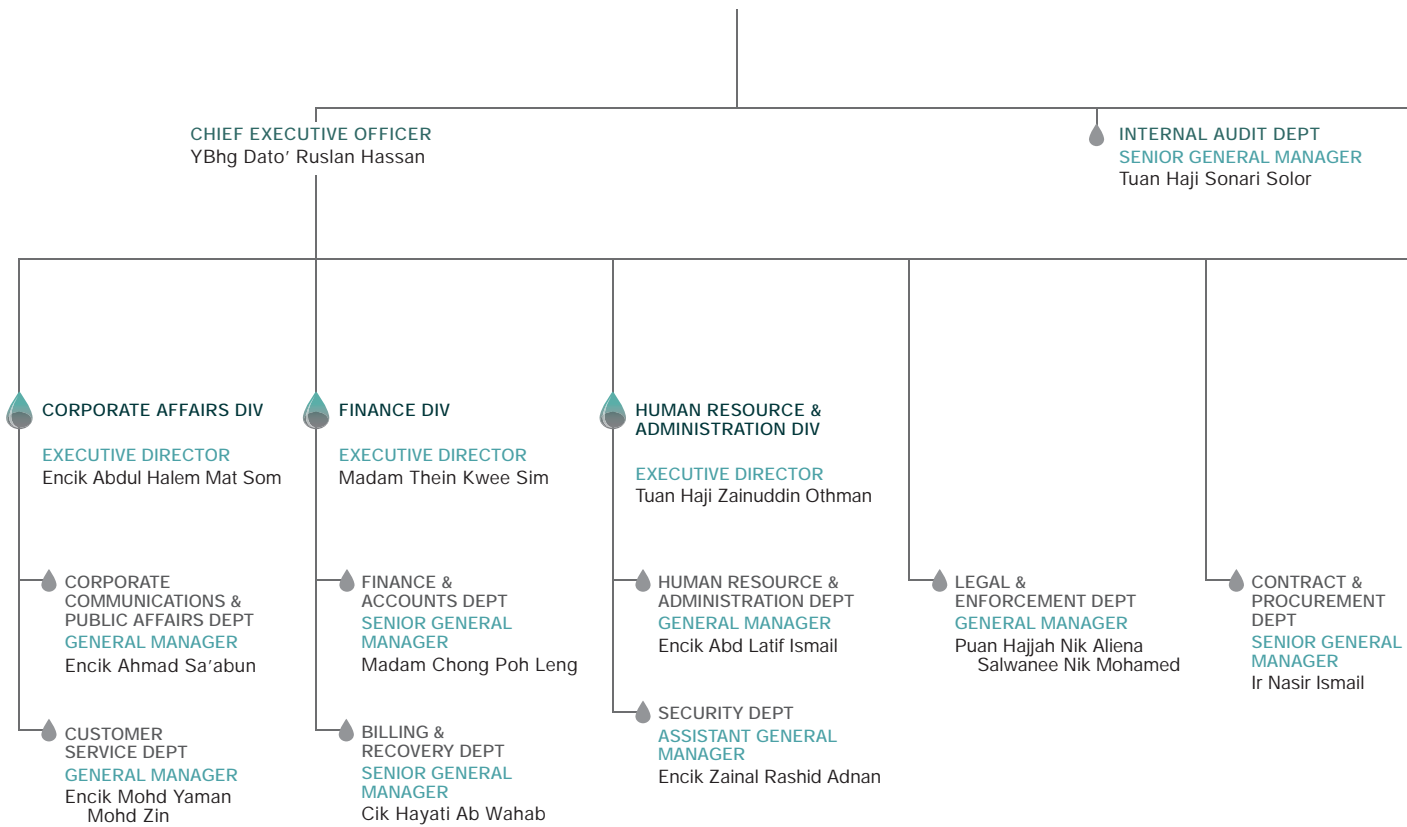 CHIEF EXECUTIVE OFFICER
YBhg Dato’ Ruslan Hassan
INTERNAL AUDIT DEPT
SENIOR GENERAL MANAGER
Tuan Haji Sonari Solor
CORPORATE AFFAIRS DIV
EXECUTIVE DIRECTOR
Encik Abdul Halem Mat Som
CORPORATE
COMMUNICATIONS &
PUBLIC AFFAIRS DEPT
GENERAL MANAGER
Encik Ahmad Sa’abun
CUSTOMER
SERVICE DEPT
GENERAL MANAGER
Encik Mohd Yaman
Mohd Zin
FINANCE DIV
EXECUTIVE DIRECTOR
Madam Thein Kwee Sim
FINANCE &
ACCOUNTS DEPT
SENIOR GENERAL
MANAGER
Madam Chong Poh Leng
BILLING &
RECOVERY DEPT
SENIOR GENERAL
MANAGER
Cik Hayati Ab Wahab
HUMAN RESOURCE &
ADMINISTRATION DIV
EXECUTIVE DIRECTOR
Tuan Haji Zainuddin Othman
HUMAN RESOURCE &
ADMINISTRATION DEPT
GENERAL MANAGER
Encik Abd Latif Ismail
SECURITY DEPT
ASSISTANT GENERAL
MANAGER
Encik Zainal Rashid Adnan
LEGAL &
ENFORCEMENT DEPT
GENERAL MANAGER
Puan Hajjah Nik Aliena
Salwanee Nik Mohamed
CONTRACT &
PROCUREMENT
DEPT
SENIOR GENERAL
MANAGER
Ir Nasir Ismail